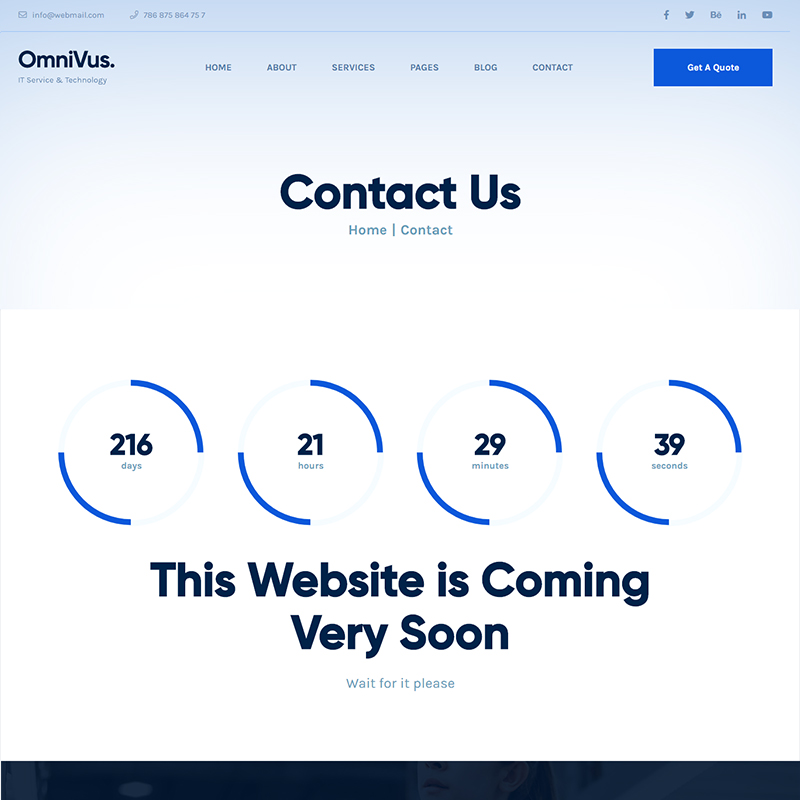 info@webmail.com 786 875 864 75 7
OmniVus.
IT Service & Technology
HOME ABOUT SERVICES PAGES BLOG CONTACT
Get A Quote
Contact Us
Home | Contact
216 21 29 39
days hours minutes seconds
This Website is Coming
Very Soon
Wait for it please